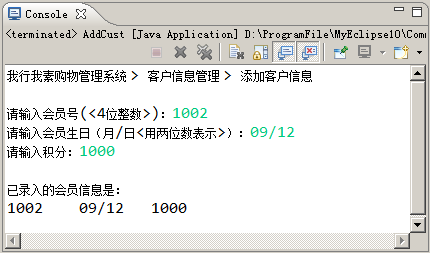 Console
<terminated> AddCust [Java Application] D:\ProgramFile\MyEclipse10\Com
我行我素购物管理系统 > 客户信息管理 > 添加客户信息
请输入会员号(<4位整数>)：1002
请输入会员生日（月/日<用两位数表示>）：09/12
请输入积分：1000
已录入的会员信息是：
1002 09/12 1000